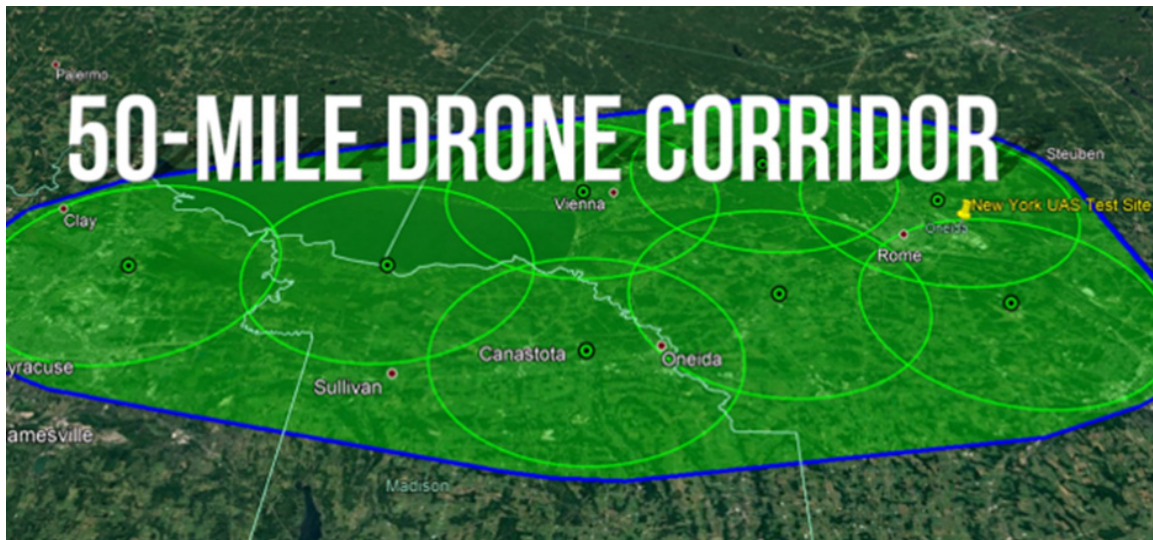 Palermo
50-MILE DRONE CORRIDOR
Steuben
Vienna
New York UAS Test Site
Clay
Oneida
Rome
Canastota
Oneida
yracuse
Sullivan
amesville
Madison